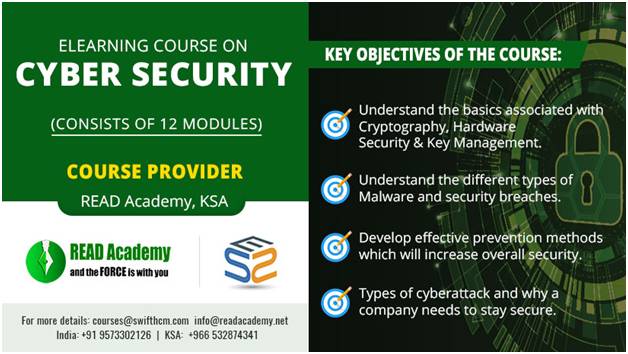 ELEARNING COURSE ON
CYBER SECURITY
(CONSISTS OF 12 MODULES)
COURSE PROVIDER
READ Academy, KSA
READ Academy
and the FORCE is with you
SES2
For more details: courses@swifthcm.com info@readacademy.net
India: +91 9573302126 | KSA: +966 532874341
KEY OBJECTIVES OF THE COURSE:
Understand the basics associated with
Cryptography, Hardware
Security & Key Management.
Understand the different types of
Malware and security breaches.
Develop effective prevention methods
which will increase overall security.
Types of cyberattack and why a
company needs to stay secure.